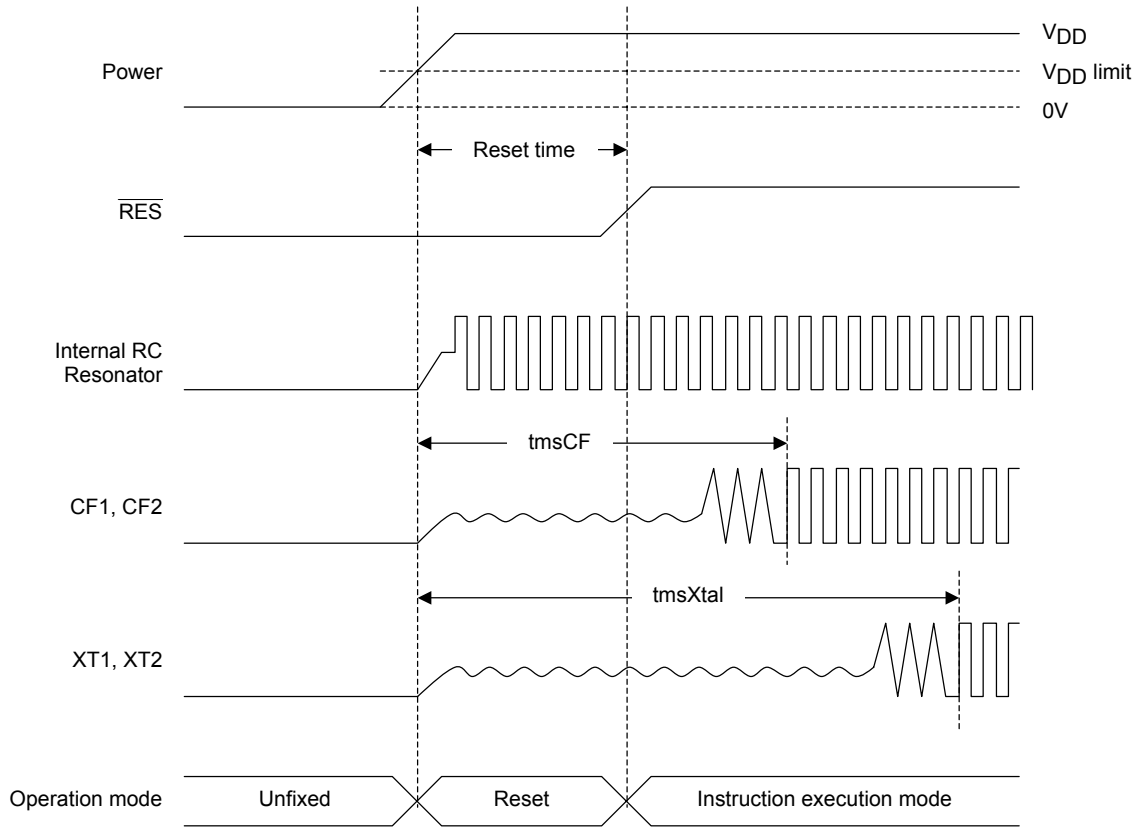 VDD
Power
VDD limit
0V
Reset time
RES
Internal RC
Resonator
tmsCF
CF1, CF2
tmsXtal
XT1, XT2
Operation mode
Unfixed
Reset
Instruction execution mode